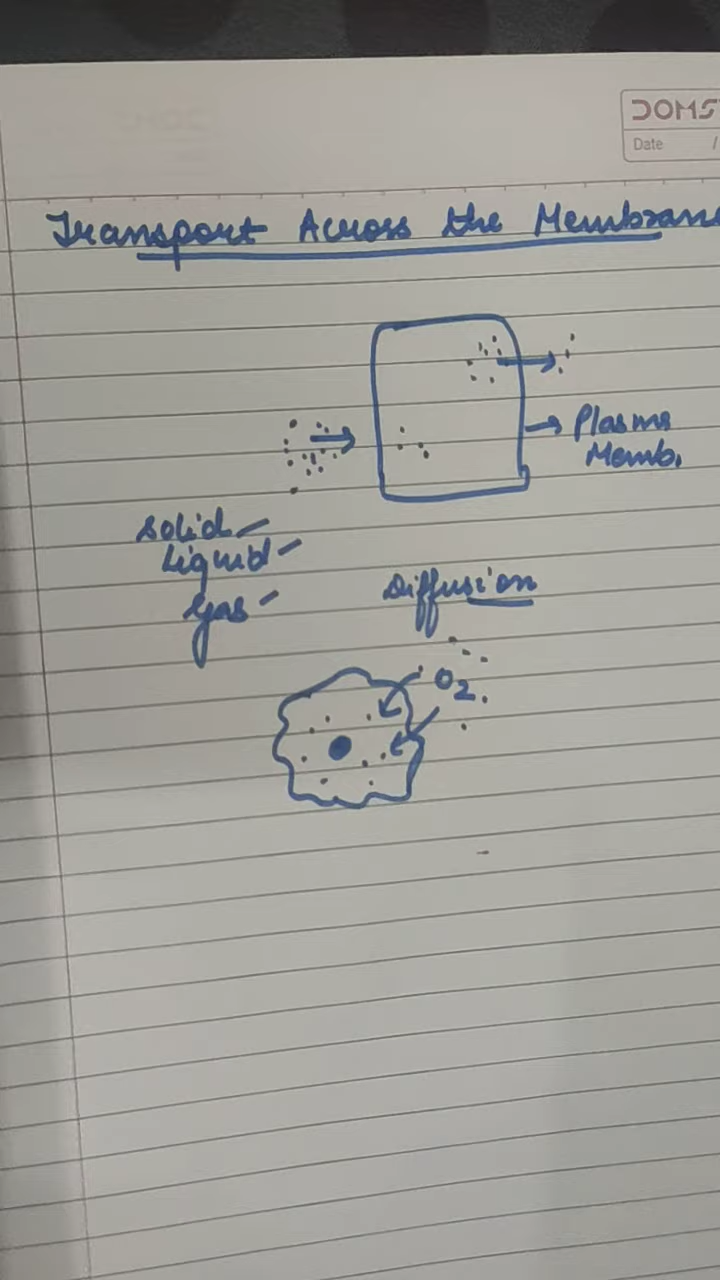 DOMS
Date /
Transport Across the Membrane
Plasma
Memb.
Solid
Liquid
gas
Diffusion
O2